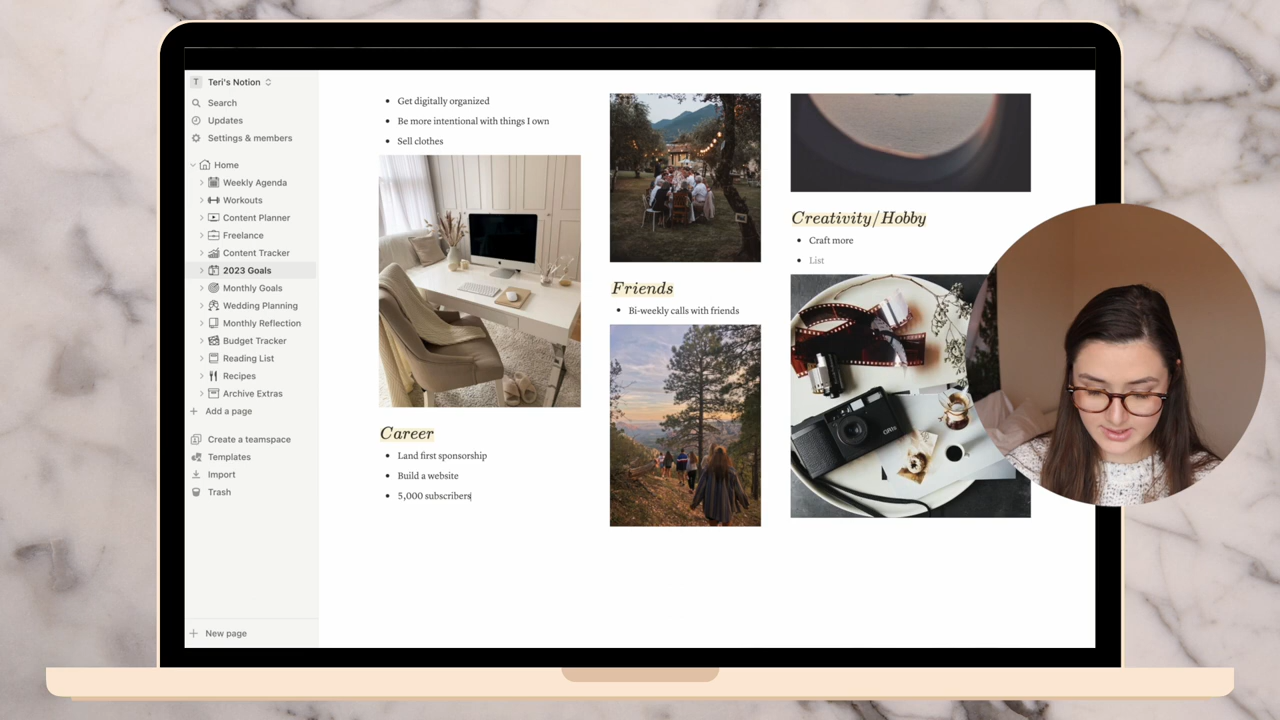 T Teri's Notion
Search
Updates
Settings & members
Home
Weekly Agenda
Workouts
Content Planner
Freelance
Content Tracker
2023 Goals
Monthly Goals
Wedding Planning
Monthly Reflection
Budget Tracker
Reading List
Recipes
Archive Extras
Add a page
Create a teamspace
Templates
Import
Trash
New page
Get digitally organized
Be more intentional with things I own
Sell clothes
Career
Land first sponsorship
Build a website
5,000 subscribers
Friends
Bi-weekly calls with friends
Creativity/Hobby
Craft more
List